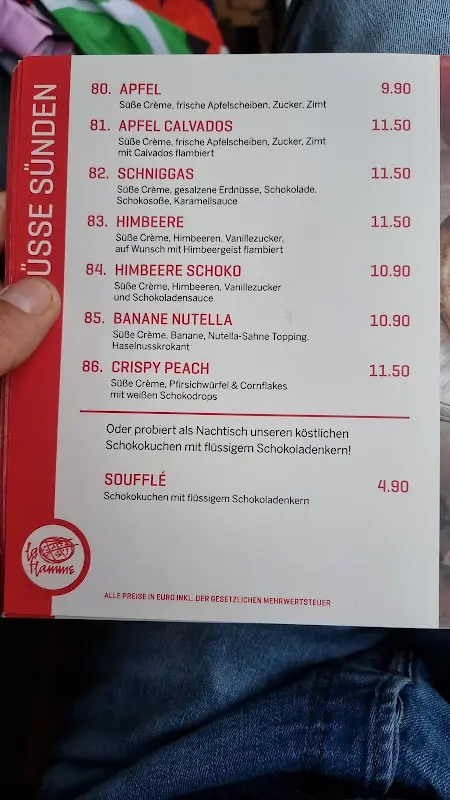 ÜSSE SÜNDEN
80. APFEL 9.90
Süße Crème, frische Apfelscheiben, Zucker, Zimt
81. APFEL CALVADOS 11.50
Süße Crème, frische Apfelscheiben, Zucker, Zimt
mit Calvados flambiert
82. SCHNIGGAS 11.50
Süße Crème, gesalzene Erdnüsse, Schokolade,
Schokosoße, Karamellsauce
83. HIMBEERE 11.50
Süße Crème, Himbeeren, Vanillezucker,
auf Wunsch mit Himbeergeist flambiert
84. HIMBEERE SCHOKO 10.90
Süße Crème, Himbeeren, Vanillezucker
und Schokoladensauce
85. BANANE NUTELLA 10.90
Süße Crème, Banane, Nutella-Sahne Topping,
Haselnusskrokant
86. CRISPY PEACH 11.50
Süße Crème, Pfirsichwürfel & Cornflakes
mit weißen Schokodrops
Oder probiert als Nachtisch unseren köstlichen
Schokokuchen mit flüssigem Schokoladenkern!
SOUFFLÉ 4.90
Schokokuchen mit flüssigem Schokoladenkern
la
flamme
ALLE PREISE IN EURO INKL. DER GESETZLICHEN MEHRWERTSTEUER